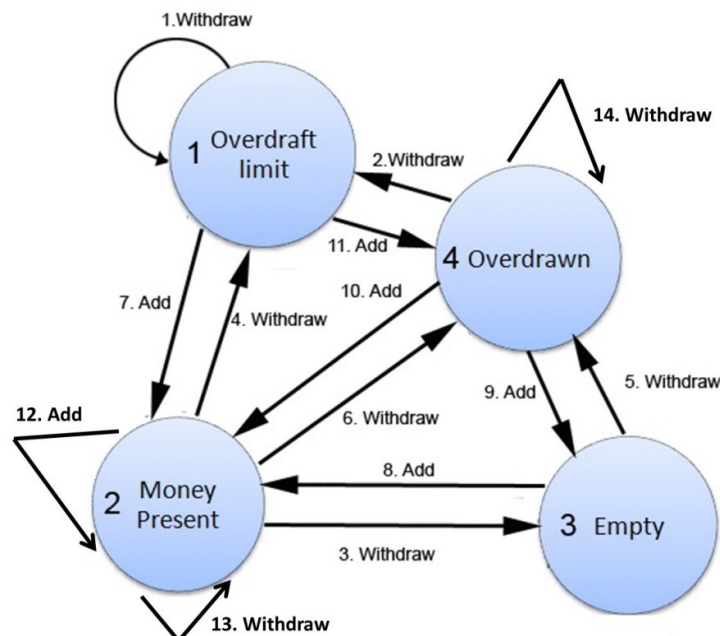 1.Withdraw
14. Withdraw
1 Overdraft
limit
2.Withdraw
11. Add
4 Overdrawn
10. Add
7. Add
4. Withdraw
9. Add
5. Withdraw
12. Add
6. Withdraw
8. Add
2 Money
Present
3 Empty
3. Withdraw
13. Withdraw